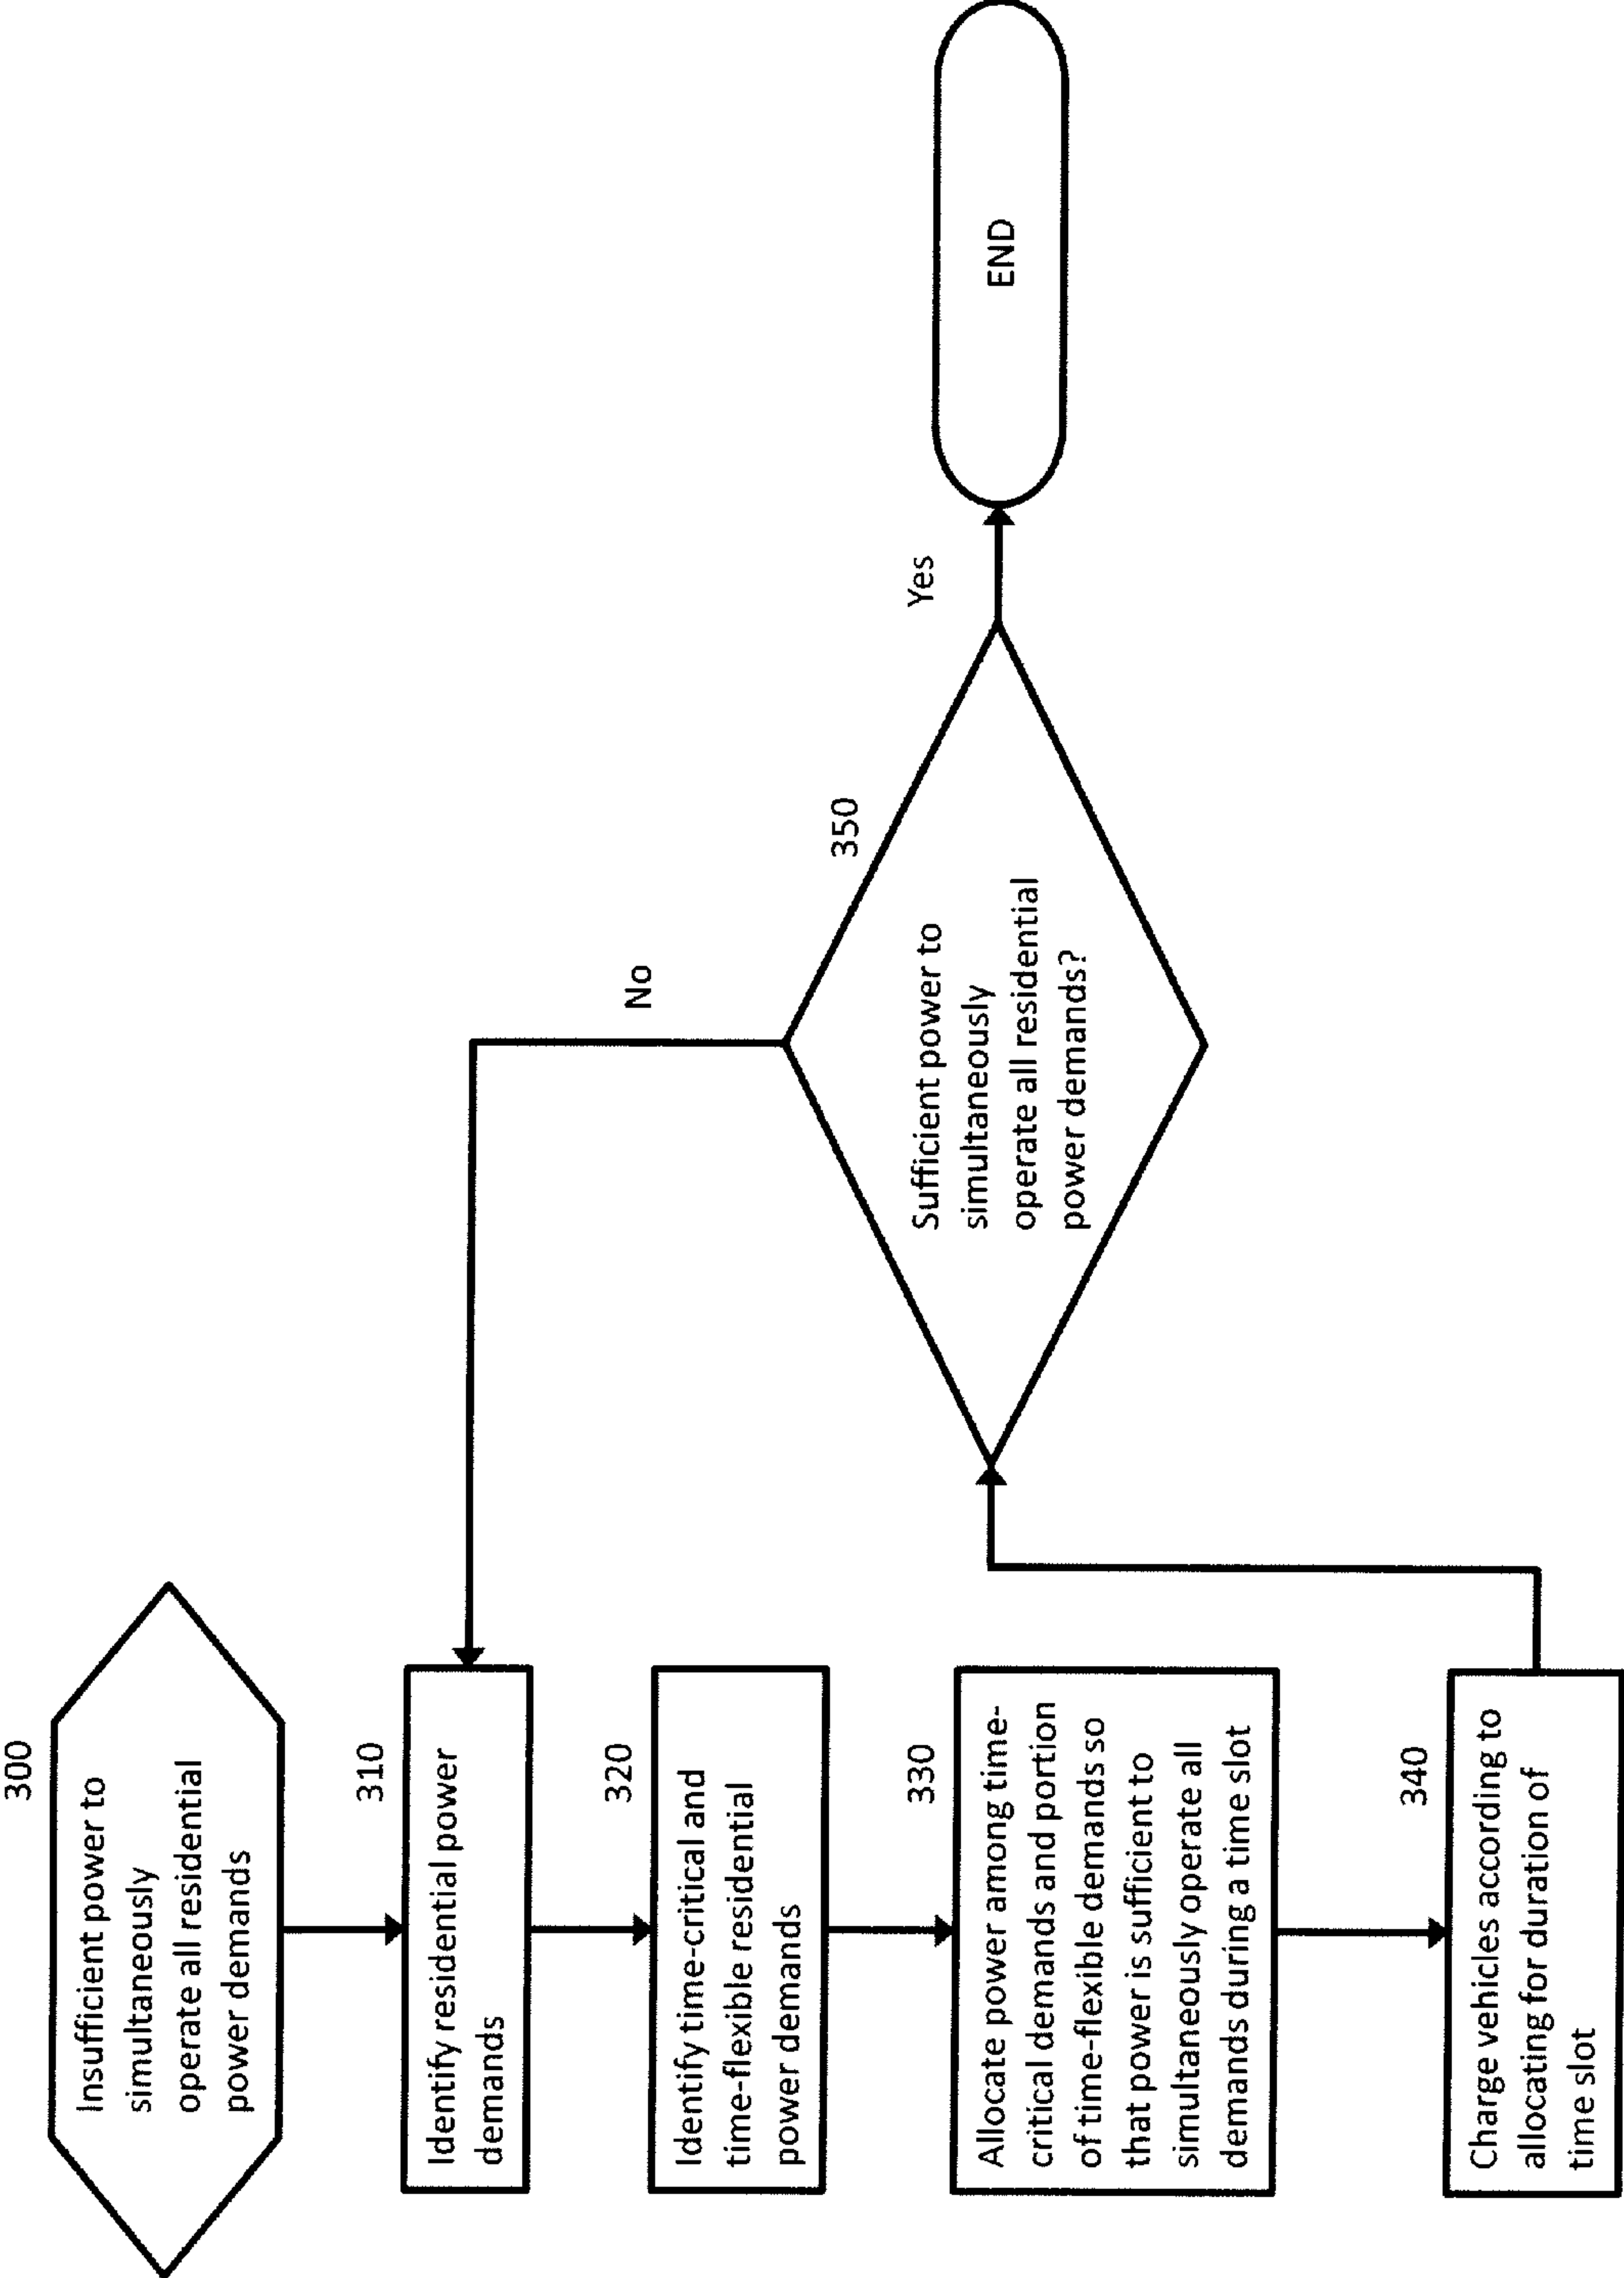 300
Insufficient power to
simultaneously
operate all residential
power demands
310
Identify residential power
demands
320
Identify time-critical and
time-flexible residential
power demands
330
Allocate power among time-
critical demands and portion
of time-flexible demands so
that power is sufficient to
simultaneously operate all
demands during a time slot
340
Charge vehicles according to
allocating for duration of
time slot
350
Sufficient power to
simultaneously
operate all residential
power demands?
No
Yes
END